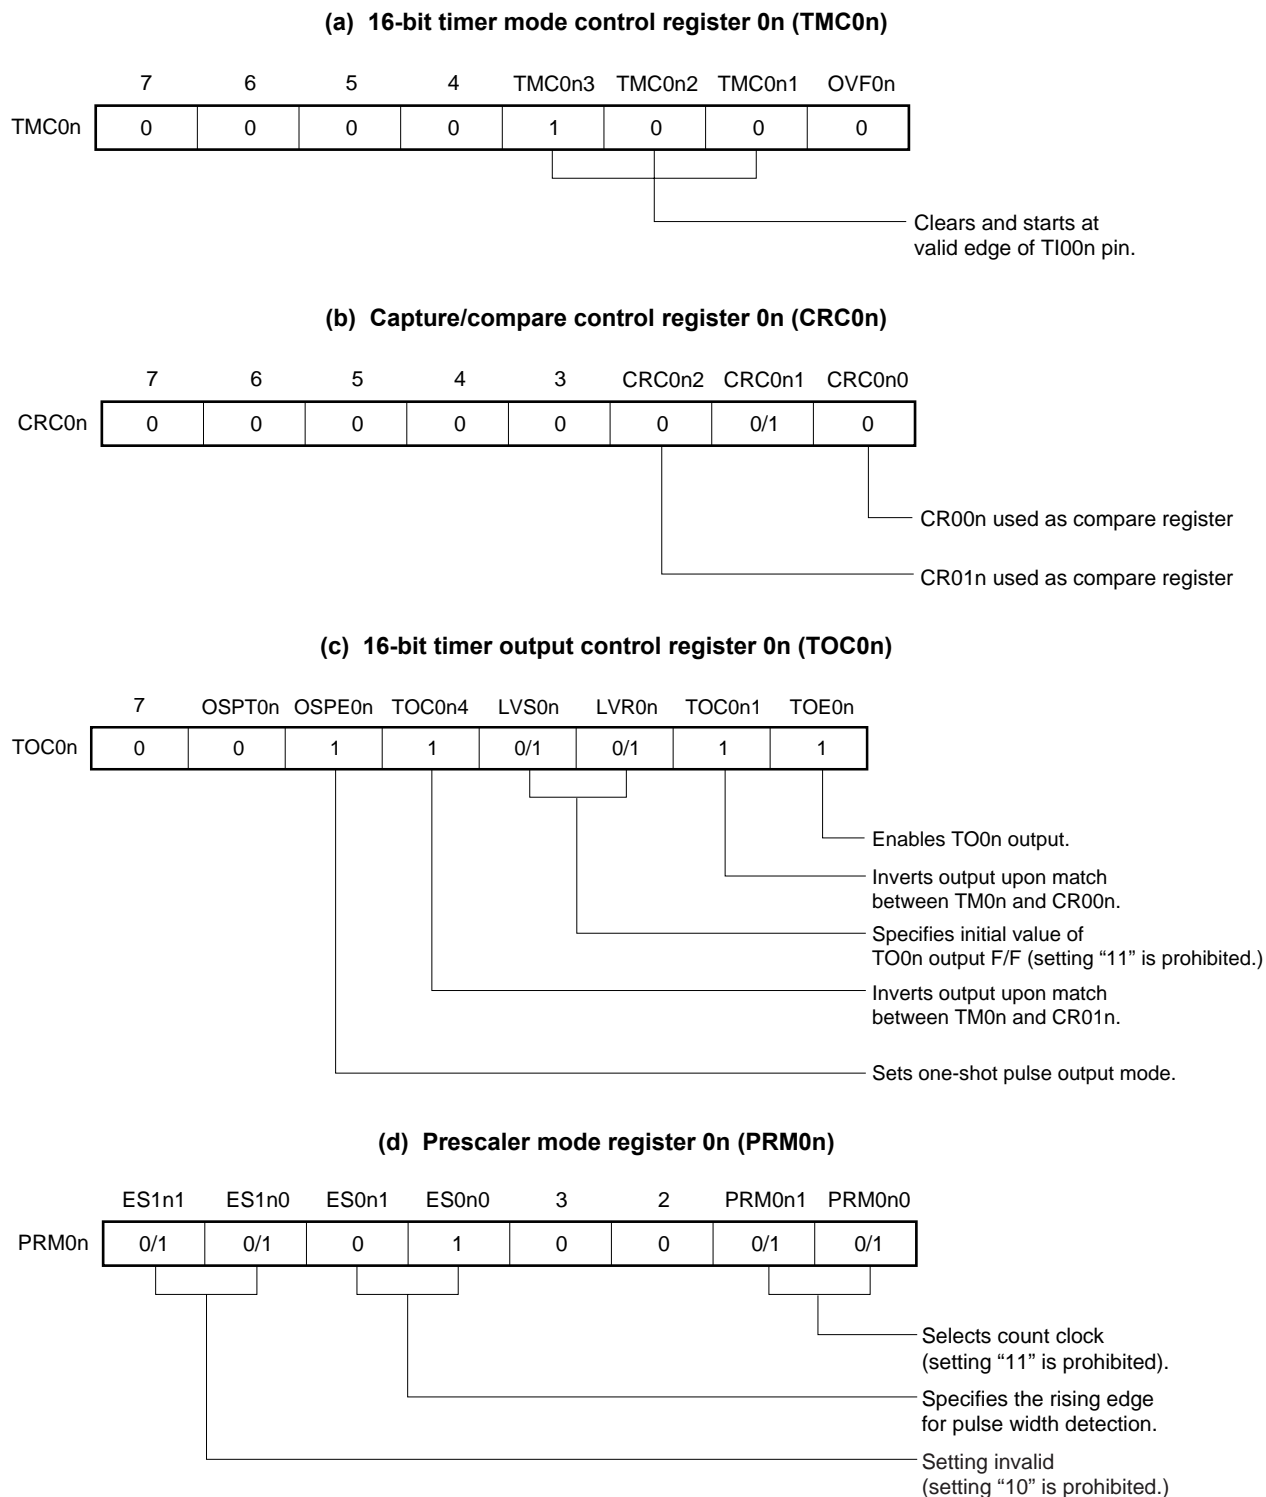 (a) 16-bit timer mode control register 0n (TMC0n)
7 6 5 4 TMC0n3 TMC0n2 TMC0n1 OVF0n
TMC0n 0 0 0 0 1 0 0 0
Clears and starts at
valid edge of TI00n pin.
(b) Capture/compare control register 0n (CRC0n)
7 6 5 4 3 CRC0n2 CRC0n1 CRC0n0
CRC0n 0 0 0 0 0 0 0/1 0
CR00n used as compare register
CR01n used as compare register
(c) 16-bit timer output control register 0n (TOC0n)
7 OSPT0n OSPE0n TOC0n4 LVS0n LVR0n TOC0n1 TOE0n
TOC0n 0 0 1 1 0/1 0/1 1 1
Enables TO0n output.
Inverts output upon match
between TM0n and CR00n.
Specifies initial value of
TO0n output F/F (setting “11” is prohibited.)
Inverts output upon match
between TM0n and CR01n.
Sets one-shot pulse output mode.
(d) Prescaler mode register 0n (PRM0n)
ES1n1 ES1n0 ES0n1 ES0n0 3 2 PRM0n1 PRM0n0
PRM0n 0/1 0/1 0 1 0 0 0/1 0/1
Selects count clock
(setting “11” is prohibited).
Specifies the rising edge
for pulse width detection.
Setting invalid
(setting “10” is prohibited.)